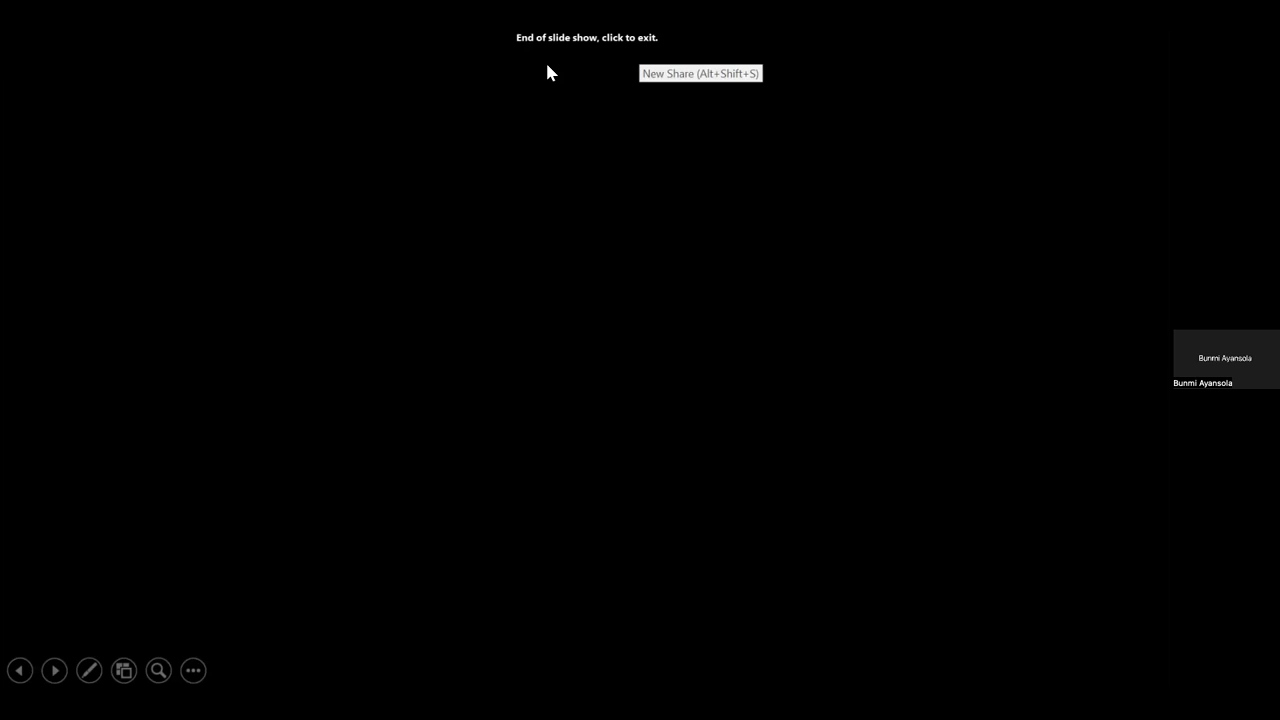 End of slide show, click to exit.
New Share (Alt+Shift+S)
Bunmi Ayansola
Bunmi Ayansola